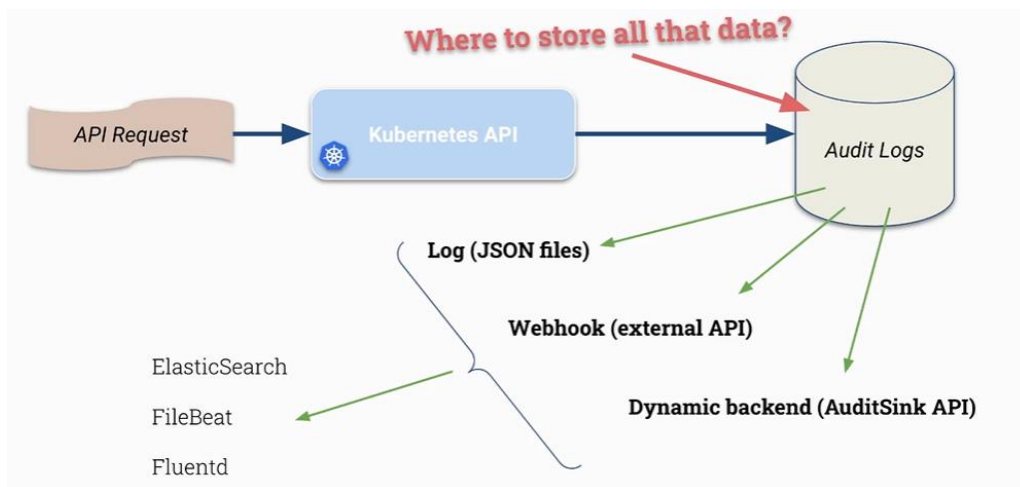 Where to store all that data?
API Request
Kubernetes API
Audit Logs
Log (JSON files)
Webhook (external API)
Dynamic backend (AuditSink API)
ElasticSearch
FileBeat
Fluentd